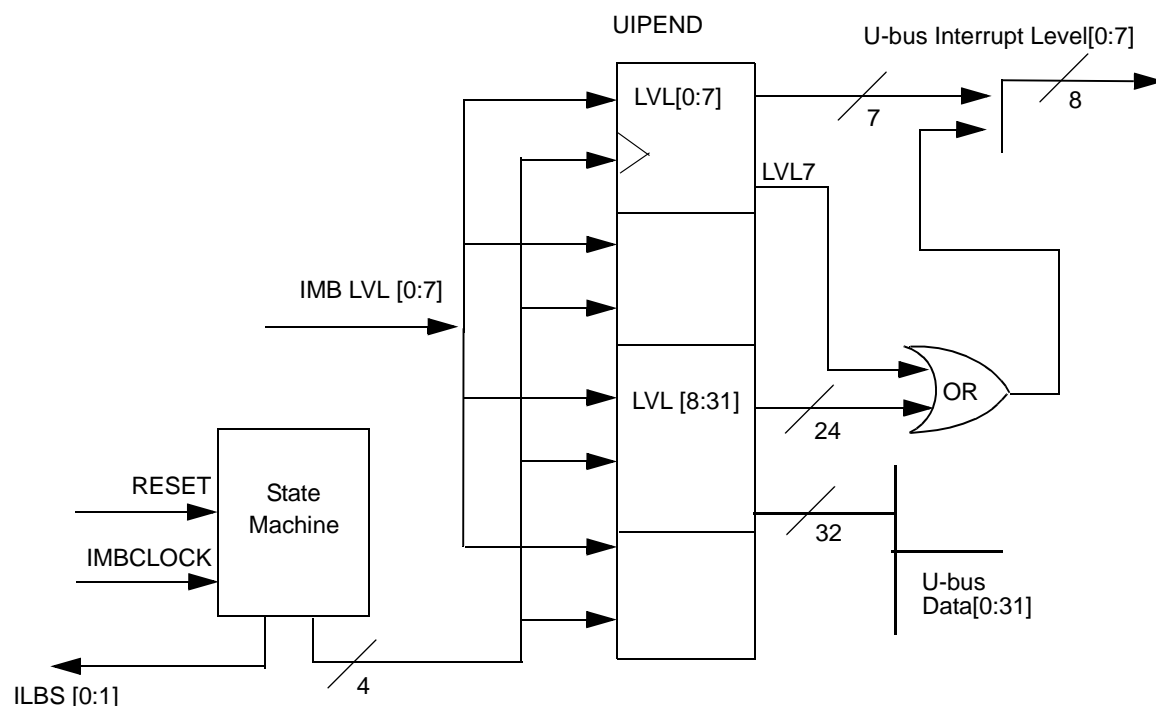 UIPEND
U-bus Interrupt Level[0:7]
LVL[0:7]
7
8
LVL7
IMB LVL [0:7]
LVL [8:31]
24
OR
RESET
State
Machine
IMBCLOCK
32
U-bus
Data[0:31]
4
ILBS [0:1]